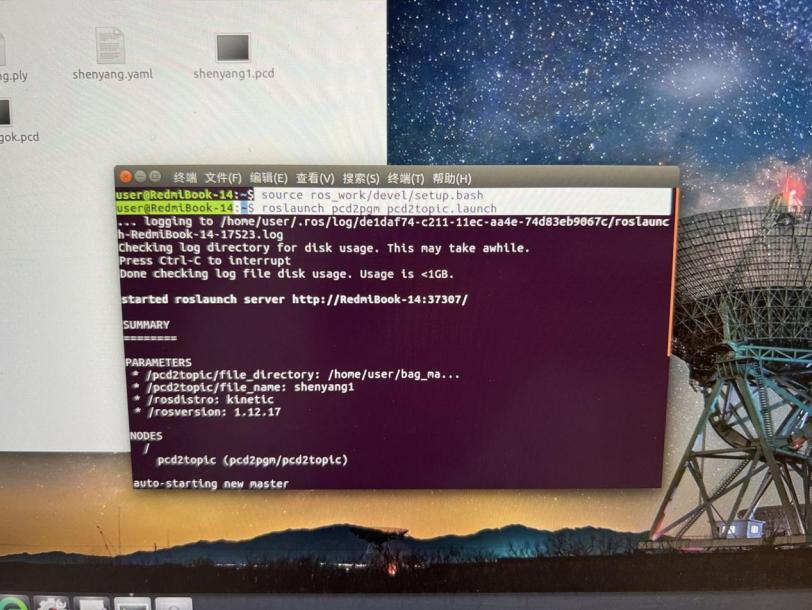 ng.ply
shenyang.yaml
shenyang1.pcd
gok.pcd
终端 文件(F) 编辑(E) 查看(V) 搜索(S) 终端(T) 帮助(H)
user@RedmiBook-14:~$ source ros_work/devel/setup.bash
user@RedmiBook-14:~$ roslaunch pcd2pgm pcd2topic.launch
... logging to /home/user/.ros/log/de1daf74-c211-11ec-aa4e-74d83eb9067c/roslaunc
h-RedmiBook-14-17523.log
Checking log directory for disk usage. This may take awhile.
Press Ctrl-C to interrupt
Done checking log file disk usage. Usage is <1GB.
started roslaunch server http://RedmiBook-14:37307/
SUMMARY
========
PARAMETERS
* /pcd2topic/file_directory: /home/user/bag_ma...
* /pcd2topic/file_name: shenyang1
* /rosdistro: kinetic
* /rosversion: 1.12.17
NODES
/
pcd2topic (pcd2pgm/pcd2topic)
auto-starting new master